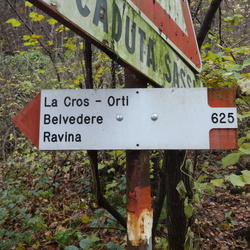 CADUTA SASSI
La Cros - Orti
Belvedere
Ravina
625